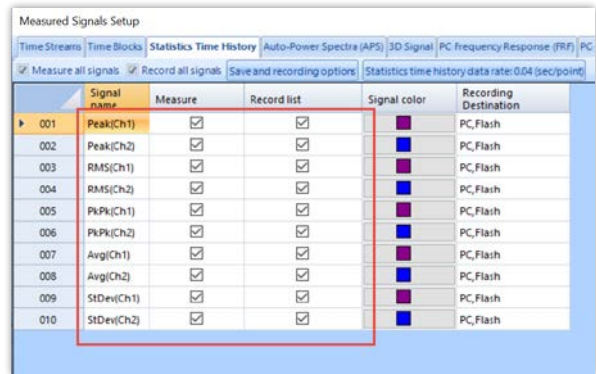 Measured Signals Setup
Time Streams Time Blocks Statistics Time History Auto-Power Spectra (APS) 3D Signal PC Frequency Response (FRF) PC
Measure all signals Record all signals Save and recording options Statistics time history data rate: 0.04 (sec/point)
Signal name Measure Record list Signal color Recording Destination
001 Peak(Ch1) PC,Flash
002 Peak(Ch2) PC,Flash
003 RMS(Ch1) PC,Flash
004 RMS(Ch2) PC,Flash
005 PkPk(Ch1) PC,Flash
006 PkPk(Ch2) PC,Flash
007 Avg(Ch1) PC,Flash
008 Avg(Ch2) PC,Flash
009 StDev(Ch1) PC,Flash
010 StDev(Ch2) PC,Flash